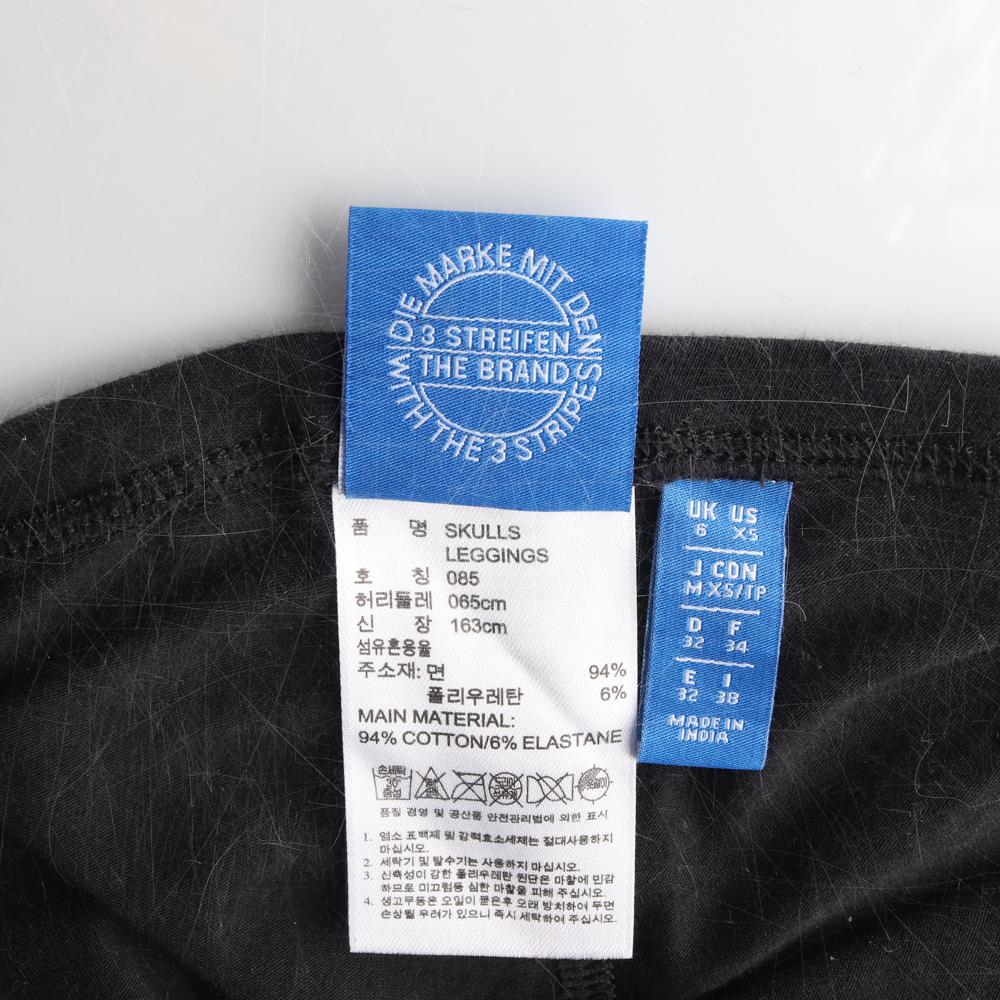 DIE MARKE MIT DEN
3 STREIFEN
THE BRAND
WITH THE 3 STRIPES
품 명 SKULLS
LEGGINGS
호 칭 085
허리둘레 065cm
신 장 163cm
섬유혼용율
주소재: 면 94%
폴리우레탄 6%
MAIN MATERIAL:
94% COTTON/6% ELASTANE
손세탁
30°
중성
품질 경영 및 공산품 안전관리법에 의한 표시
1. 염소 표백제 및 강력효소세제는 절대사용하지
마십시오.
2. 세탁기 및 탈수기는 사용하지 마십시오.
3. 신축성이 강한 폴리우레탄 원단은 마찰에 민감
하므로 미끄럼등 심한 마찰을 피해 주십시오.
4. 생고무등은 오일이 묻은후 오래 방치하여 두면
손상될 우려가 있으니 즉시 세탁하여 주십시오.
UK US
6 XS
J CDN
M XS/TP
D F
32 34
E I
32 38
MADE IN
INDIA